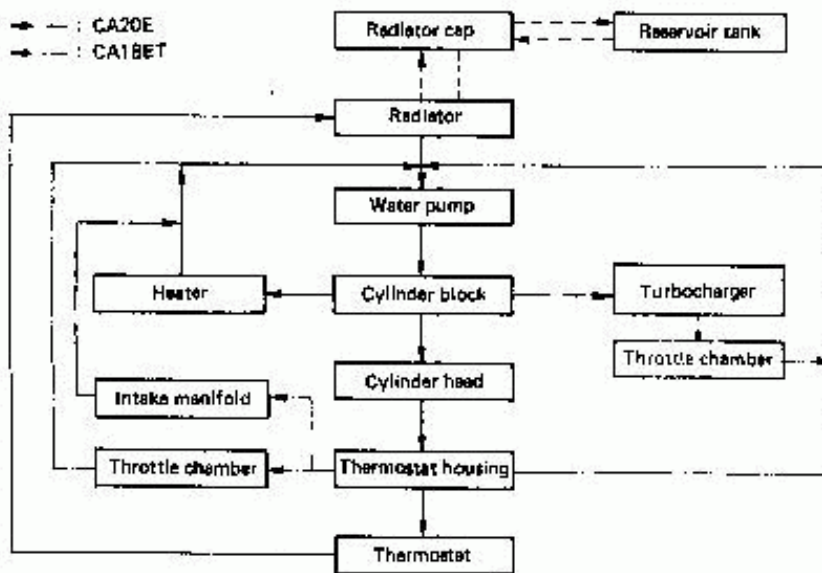 : CA20E
: CA18ET
Radiator cap
Reservoir tank
Radiator
Water pump
Heater
Cylinder block
Turbocharger
Throttle chamber
Cylinder head
Intake manifold
Throttle chamber
Thermostat housing
Thermostat